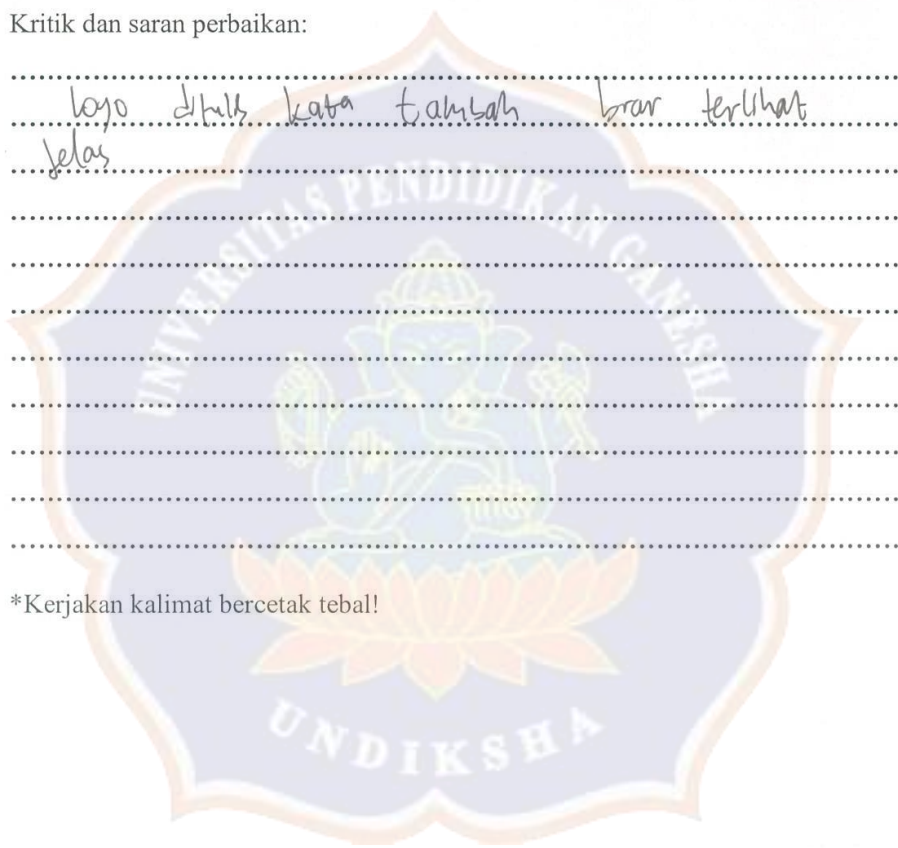 Kritik dan saran perbaikan:
logo ditulis kata tambah biar terlihat
jelas
UNIVERSITAS PENDIDIKAN GANESHA
*Kerjakan kalimat bercetak tebal!
UNDIKSHA